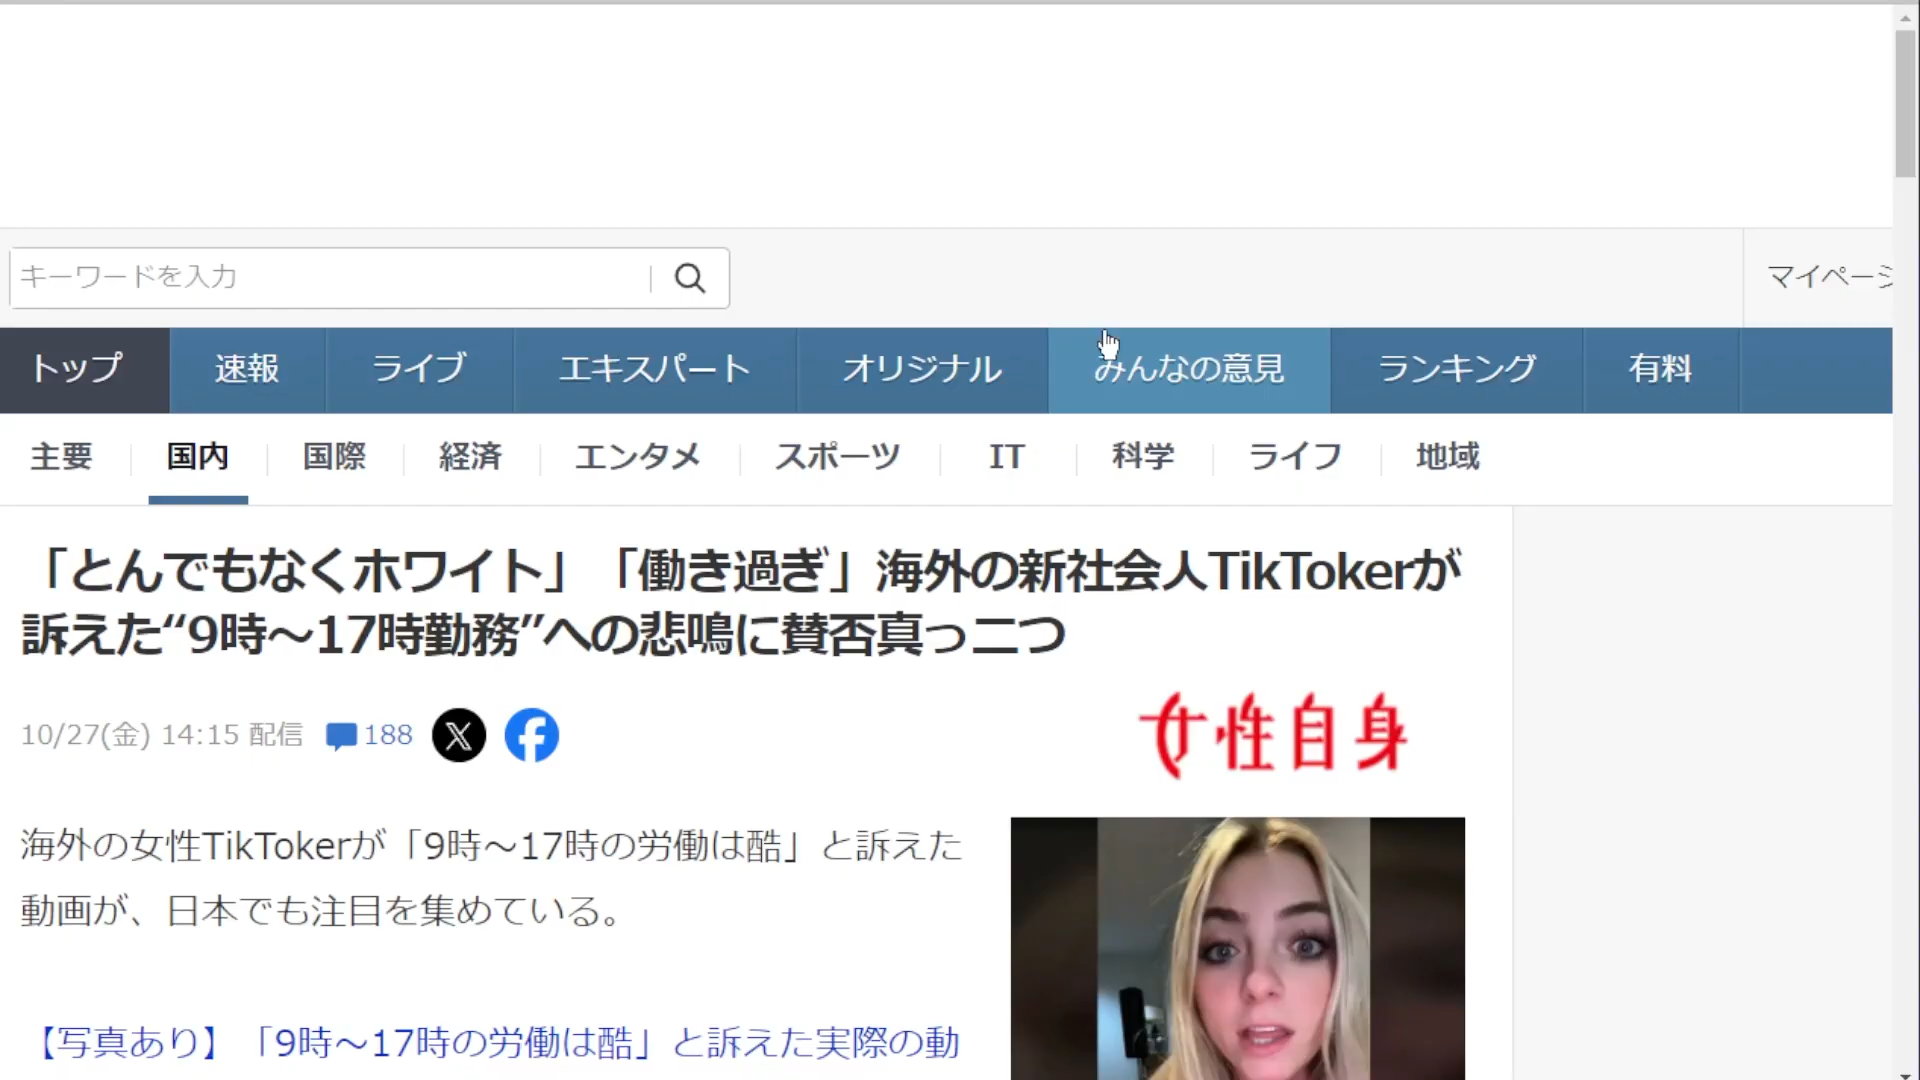 キーワードを入力
マイページ
トップ 速報 ライブ エキスパート オリジナル みんなの意見 ランキング 有料
主要 国内 国際 経済 エンタメ スポーツ IT 科学 ライフ 地域
「とんでもなくホワイト」「働き過ぎ」海外の新社会人TikTokerが
訴えた“9時～17時勤務”への悲鳴に賛否真っ二つ
10/27(金) 14:15 配信 188
女性自身
海外の女性TikTokerが「9時～17時の労働は酷」と訴えた
動画が、日本でも注目を集めている。
【写真あり】「9時～17時の労働は酷」と訴えた実際の動